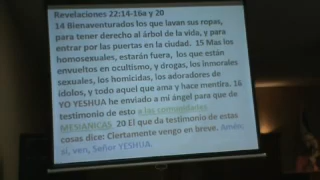 Revelaciones 22:14-16a y 20
14 Bienaventurados los que lavan sus ropas,
para tener derecho al árbol de la vida, y para
entrar por las puertas en la ciudad. 15 Mas los
homosexuales, estarán fuera, los que están
envueltos en ocultismo, y drogas, los inmorales
sexuales, los homicidas, los adoradores de
ídolos, y todo aquel que ama y hace mentira. 16
YO YESHUA he enviado a mi ángel para que de
testimonio de esto a las comunidades
MESIANICAS. 20 El que da testimonio de estas
cosas dice: Ciertamente vengo en breve. Amén;
sí, ven, Señor YESHUA.